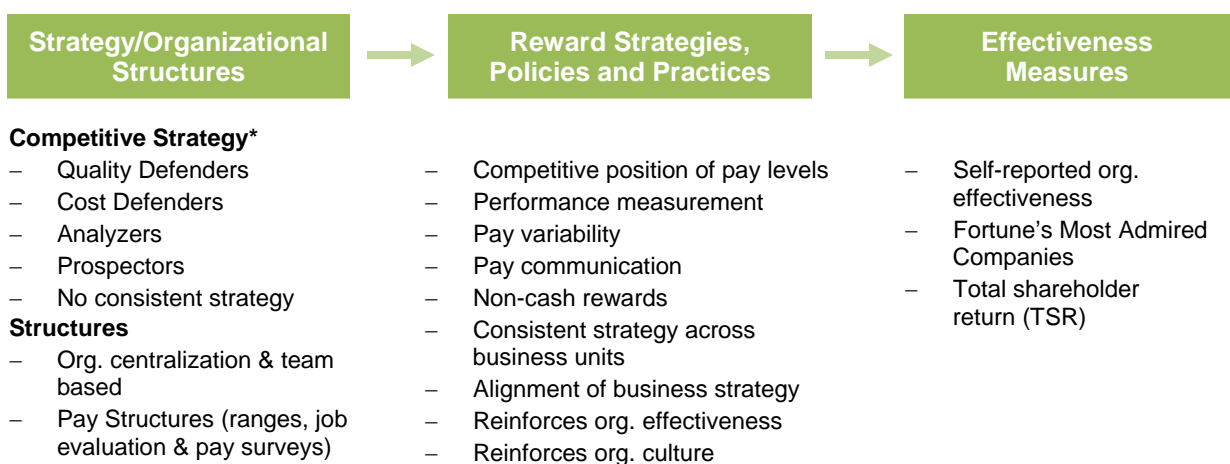 Strategy/Organizational
Structures
Reward Strategies,
Policies and Practices
Effectiveness
Measures
Competitive Strategy*
– Quality Defenders
– Cost Defenders
– Analyzers
– Prospectors
– No consistent strategy
Structures
– Org. centralization & team
based
– Pay Structures (ranges, job
evaluation & pay surveys)
– Competitive position of pay levels
– Performance measurement
– Pay variability
– Pay communication
– Non-cash rewards
– Consistent strategy across
business units
– Alignment of business strategy
– Reinforces org. effectiveness
– Reinforces org. culture
– Self-reported org.
effectiveness
– Fortune’s Most Admired
Companies
– Total shareholder
return (TSR)